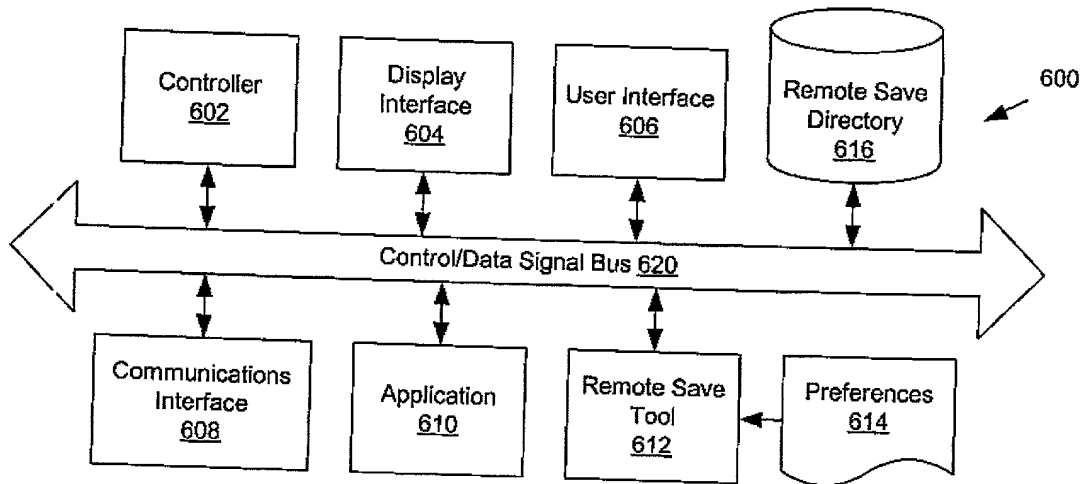 Controller
602
Display
Interface
604
User Interface
606
Remote Save
Directory
616
600
Control/Data Signal Bus 620
Communications
Interface
608
Application
610
Remote Save
Tool
612
Preferences
614